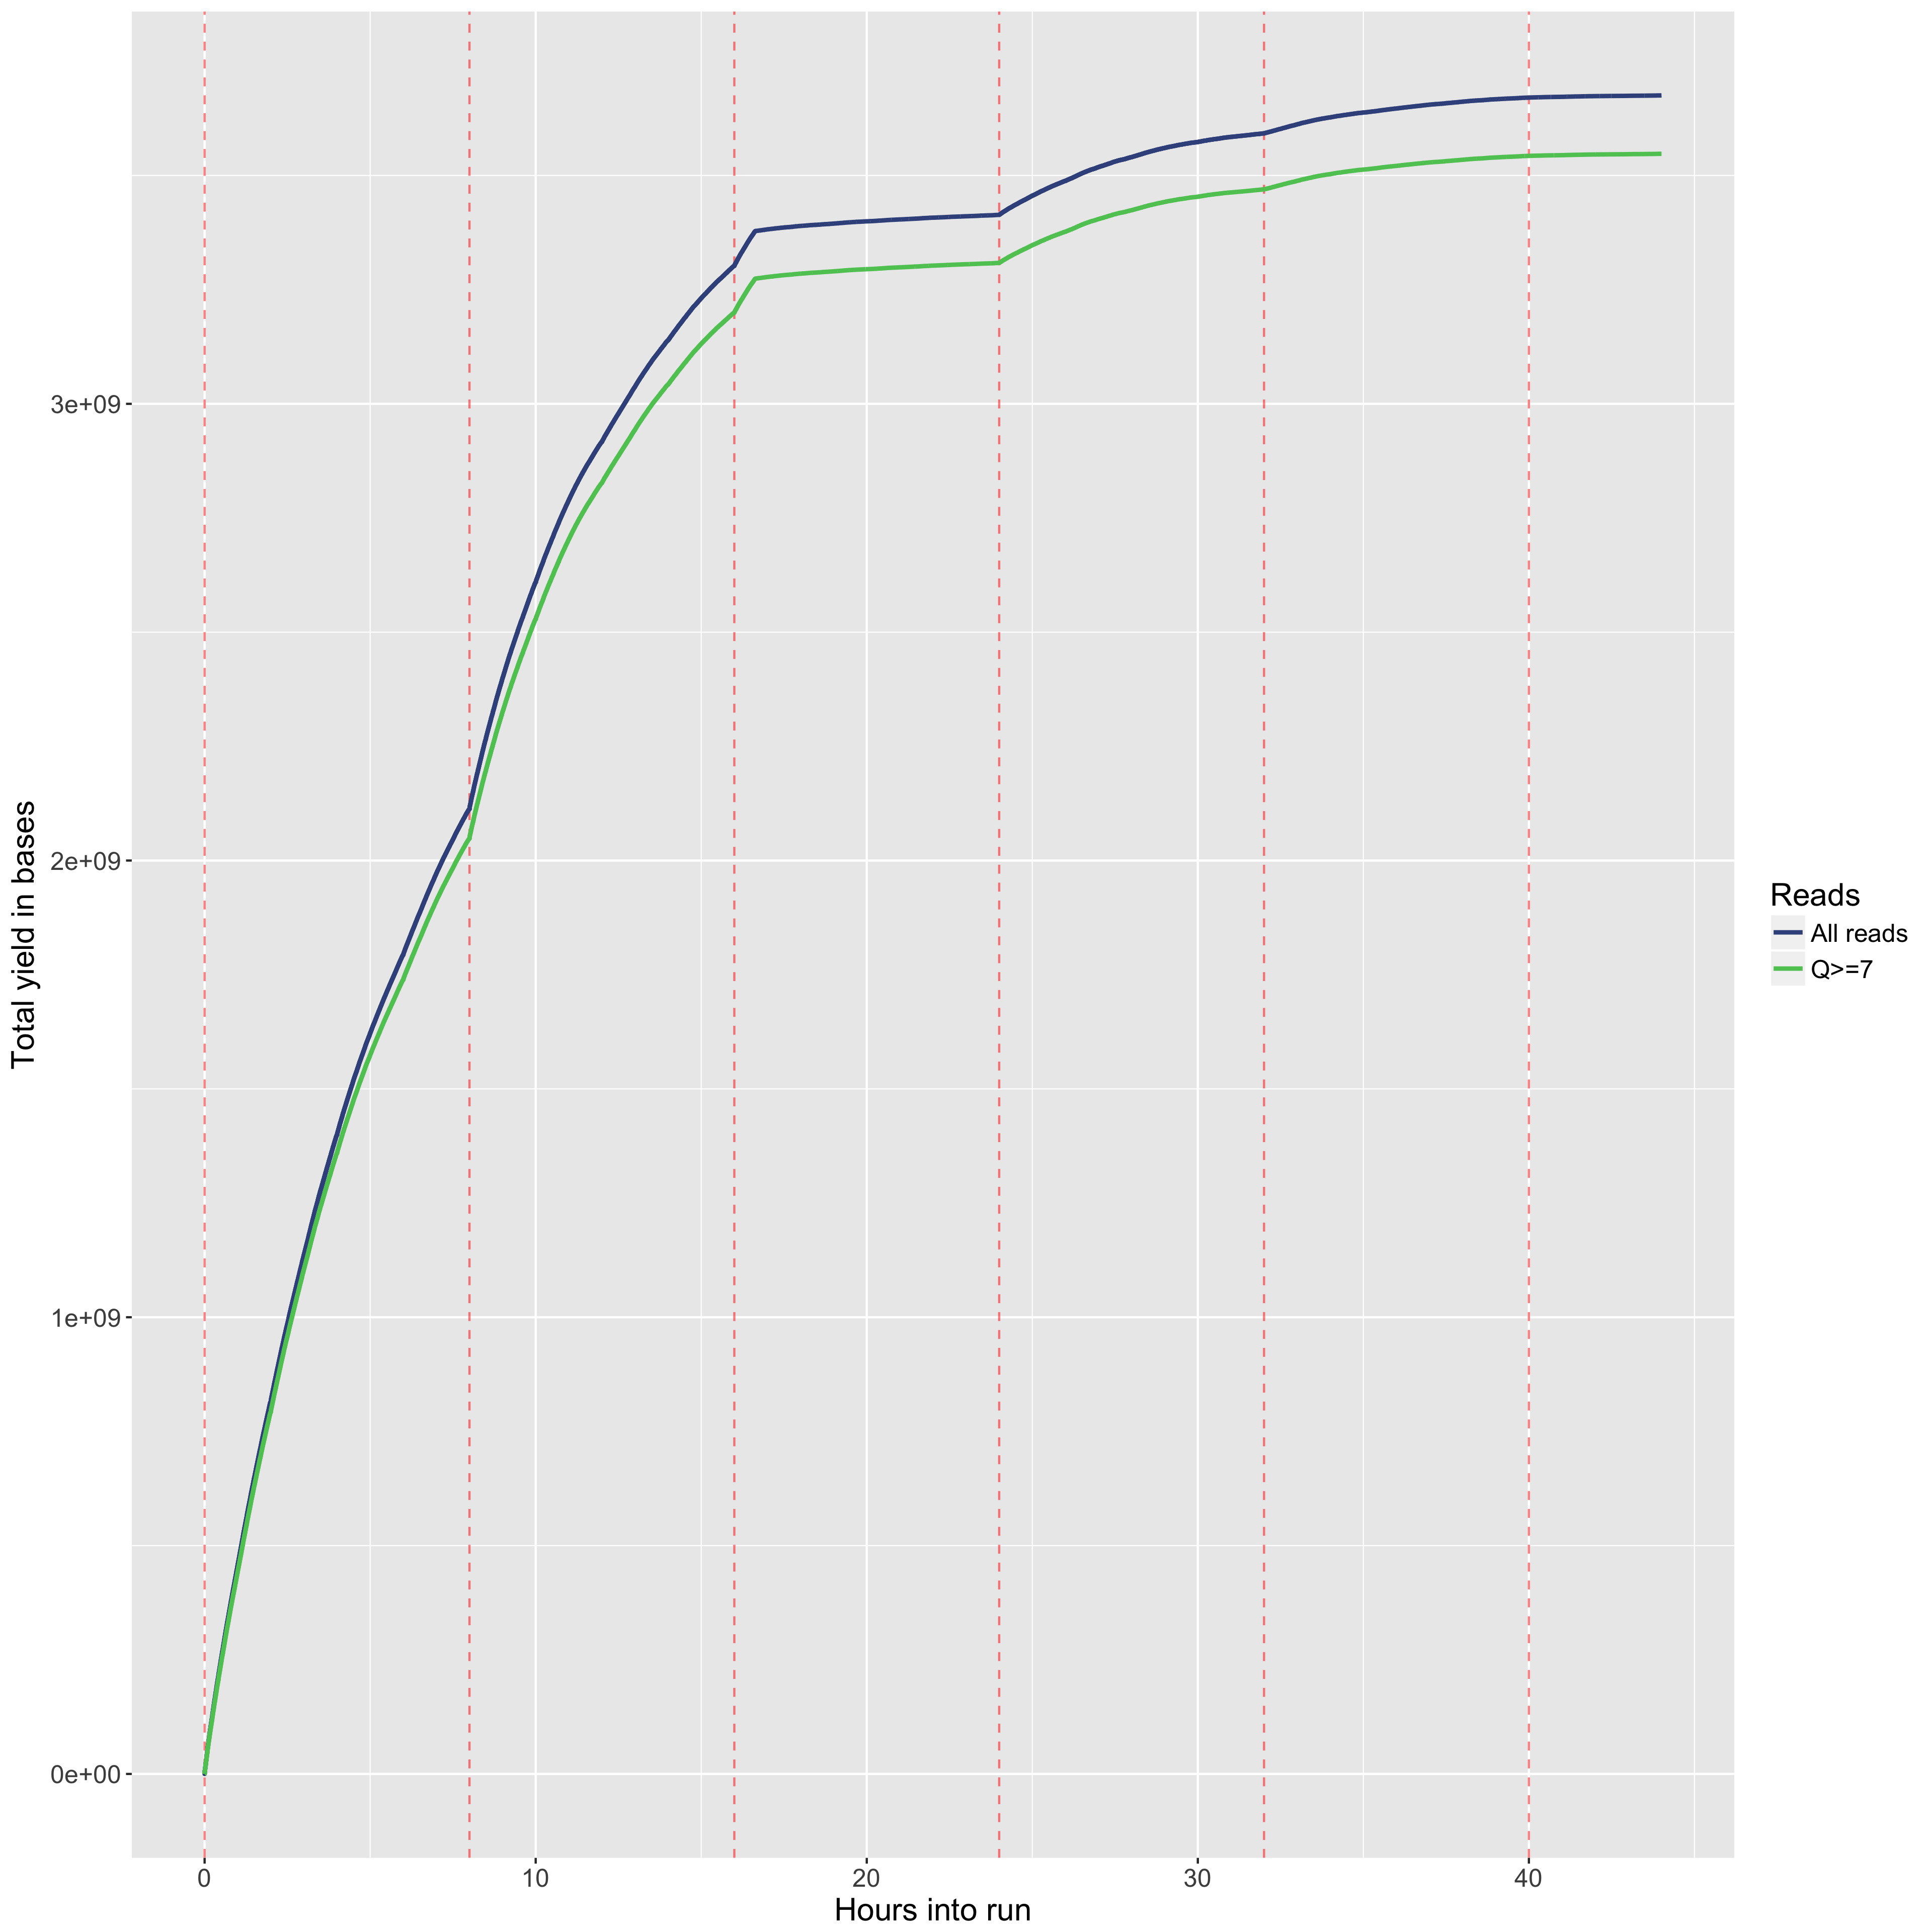 Total yield in bases
3e+09
2e+09
1e+09
0e+00
0 10 20 30 40
Hours into run
Reads
All reads
Q>=7